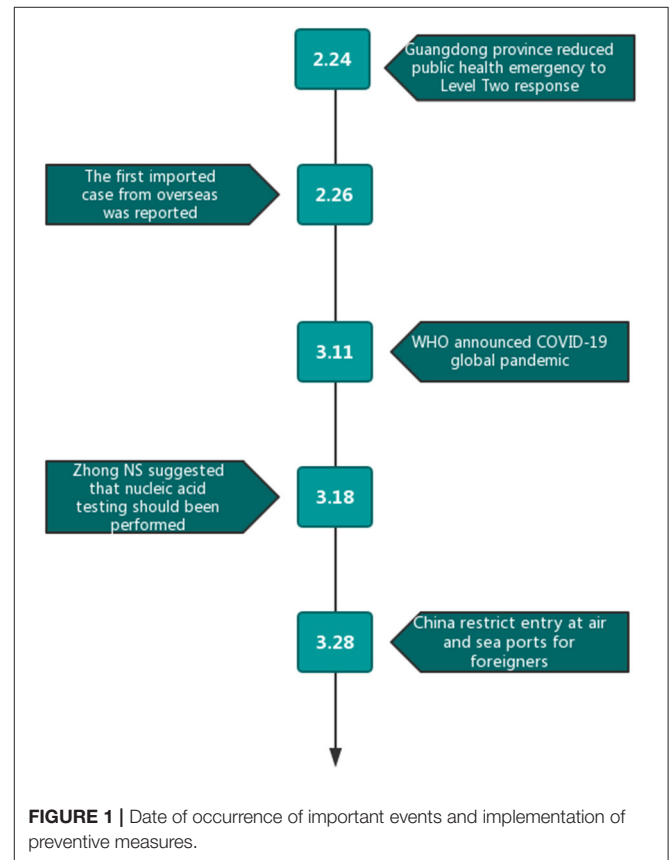 2.24
Guangdong province reduced
public health emergency to
Level Two response
The first imported
case from overseas
was reported
2.26
3.11
WHO announced COVID-19
global pandemic
Zhong NS suggested
that nucleic acid
testing should been
performed
3.18
3.28
China restrict entry at air
and sea ports for
foreigners
FIGURE 1 | Date of occurrence of important events and implementation of
preventive measures.